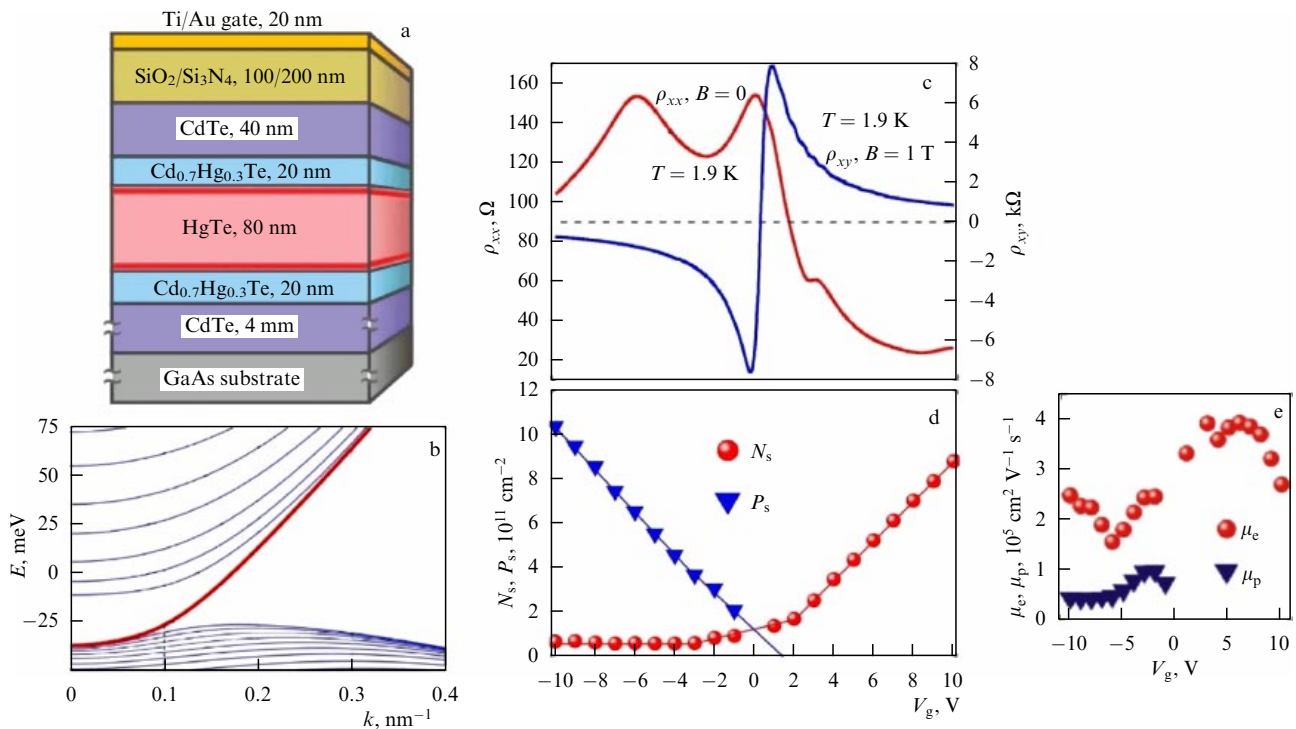 Ti/Au gate, 20 nm
a
SiO₂/Si₃N₄, 100/200 nm
CdTe, 40 nm
Cd₀.₇Hg₀.₃Te, 20 nm
HgTe, 80 nm
Cd₀.₇Hg₀.₃Te, 20 nm
CdTe, 4 mm
GaAs substrate
b
E, meV
75
50
25
0
−25
0
0.1
0.2
0.3
0.4
k, nm⁻¹
c
ρxx, Ω
160
140
120
100
80
60
40
20
ρxx, B = 0
T = 1.9 K
T = 1.9 K
ρxy, B = 1 T
8
6
4
2
0
−2
−4
−6
−8
ρxy, kΩ
d
Nₛ, Pₛ, 10¹¹ cm⁻²
12
10
8
6
4
2
0
Nₛ
Pₛ
−10
−8
−6
−4
−2
0
2
4
6
8
10
Vg, V
e
μe, μp, 10⁵ cm² V⁻¹ s⁻¹
4
3
2
1
0
μe
μp
−10
−5
0
5
10
Vg, V